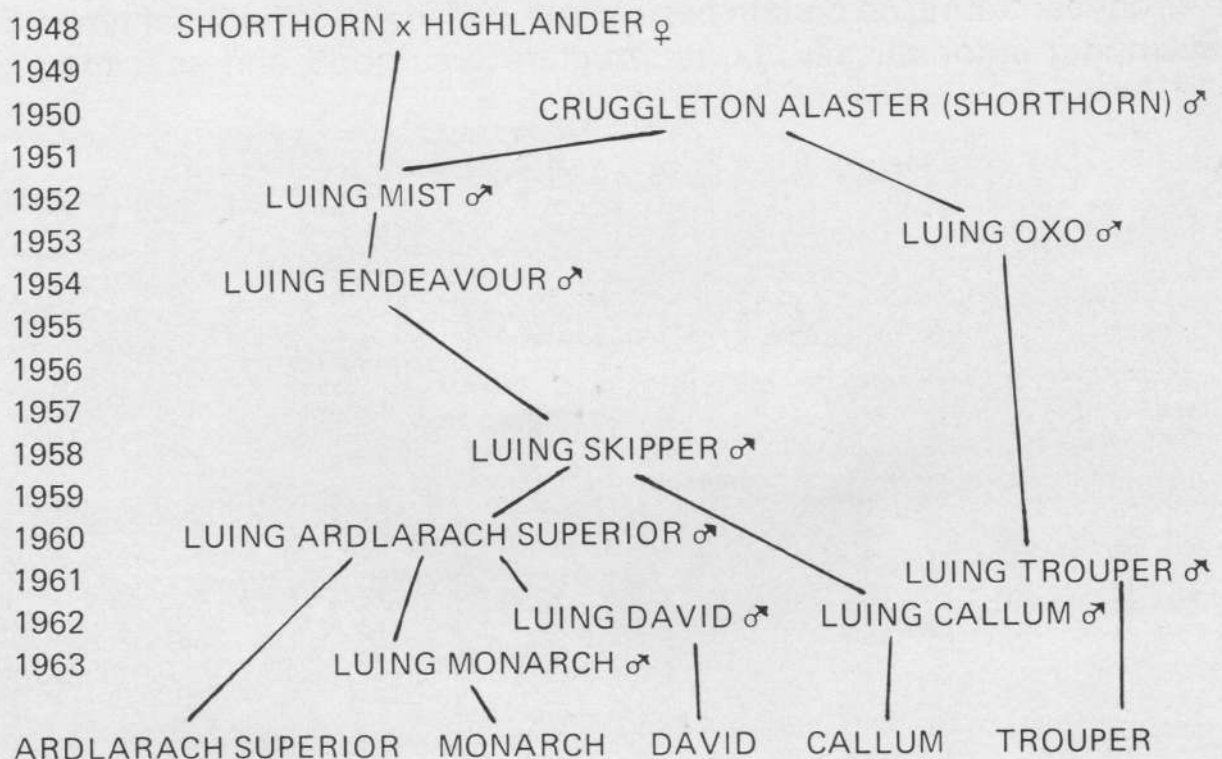 1948 SHORTHORN x HIGHLANDER ♀
1949
1950 CRUGGLETON ALASTER (SHORTHORN) ♂
1951
1952 LUING MIST ♂
1953 LUING OXO ♂
1954 LUING ENDEAVOUR ♂
1955
1956
1957
1958 LUING SKIPPER ♂
1959
1960 LUING ARDLARACH SUPERIOR ♂
1961 LUING TROUPER ♂
1962 LUING DAVID ♂ LUING CALLUM ♂
1963 LUING MONARCH ♂
ARDLARACH SUPERIOR MONARCH DAVID CALLUM TROUPER